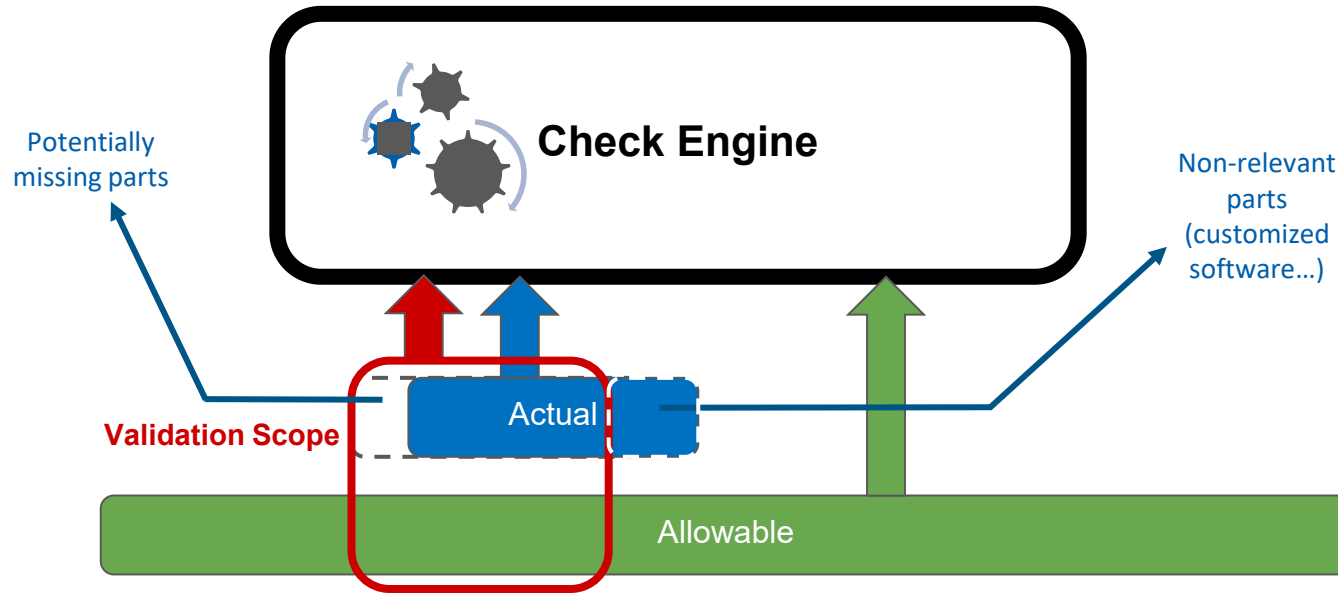 Check Engine
Potentially
missing parts
Non-relevant
parts
(customized
software…)
Actual
Validation Scope
Allowable